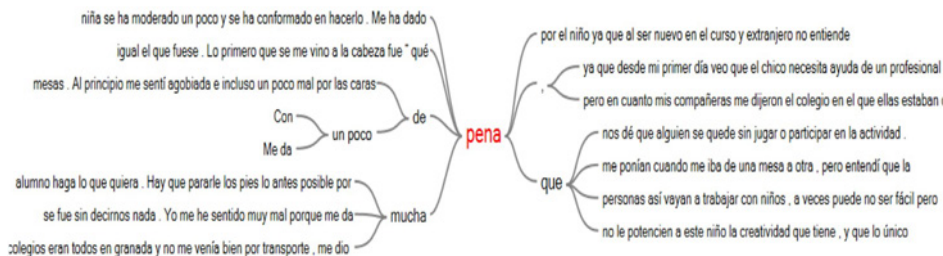 niña se ha moderado un poco y se ha conformado en hacerlo . Me ha dado
igual el que fuese . Lo primero que se me vino a la cabeza fue " qué
mesas . Al principio me sentí agobiada e incluso un poco mal por las caras
Con
Me da
un poco
de
alumno haga lo que quiera . Hay que pararle los pies lo antes posible por
se fue sin decirnos nada . Yo me he sentido muy mal porque me da
colegios eran todos en granada y no me venía bien por transporte , me dio
mucha
pena
por el niño ya que al ser nuevo en el curso y extranjero no entiende
,
ya que desde mi primer día veo que el chico necesita ayuda de un profesional
pero en cuanto mis compañeras me dijeron el colegio en el que ellas estaban
que
nos dé que alguien se quede sin jugar o participar en la actividad .
me ponían cuando me iba de una mesa a otra , pero entendí que la
personas así vayan a trabajar con niños , a veces puede no ser fácil pero
no le potencien a este niño la creatividad que tiene , y que lo único